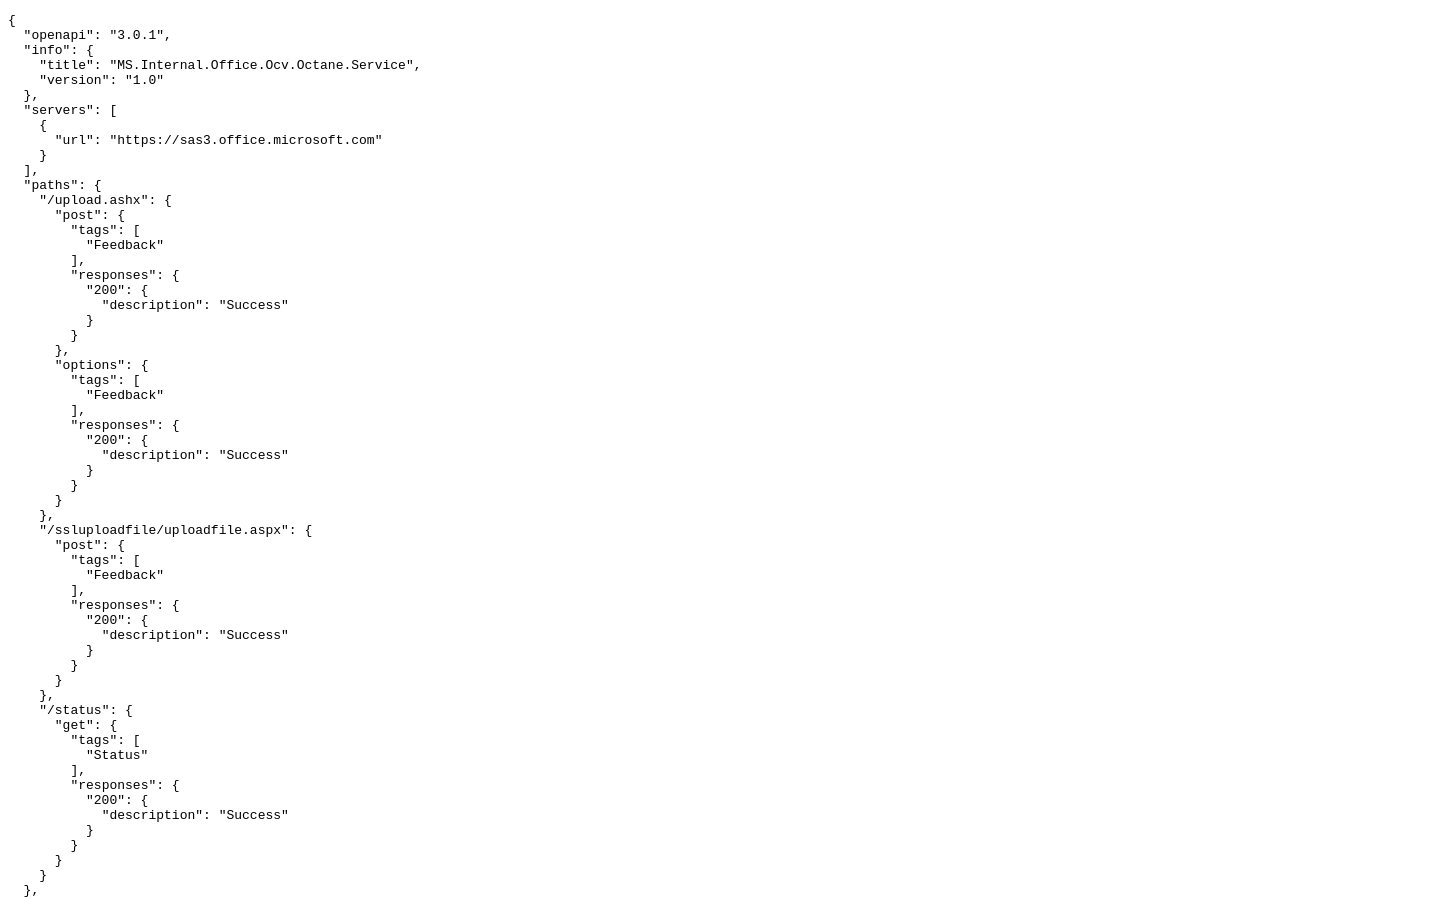 {
  "openapi": "3.0.1",
  "info": {
    "title": "MS.Internal.Office.Ocv.Octane.Service",
    "version": "1.0"
  },
  "servers": [
    {
      "url": "https://sas3.office.microsoft.com"
    }
  ],
  "paths": {
    "/upload.ashx": {
      "post": {
        "tags": [
          "Feedback"
        ],
        "responses": {
          "200": {
            "description": "Success"
          }
        }
      },
      "options": {
        "tags": [
          "Feedback"
        ],
        "responses": {
          "200": {
            "description": "Success"
          }
        }
      }
    },
    "/ssluploadfile/uploadfile.aspx": {
      "post": {
        "tags": [
          "Feedback"
        ],
        "responses": {
          "200": {
            "description": "Success"
          }
        }
      }
    },
    "/status": {
      "get": {
        "tags": [
          "Status"
        ],
        "responses": {
          "200": {
            "description": "Success"
          }
        }
      }
    }
  },